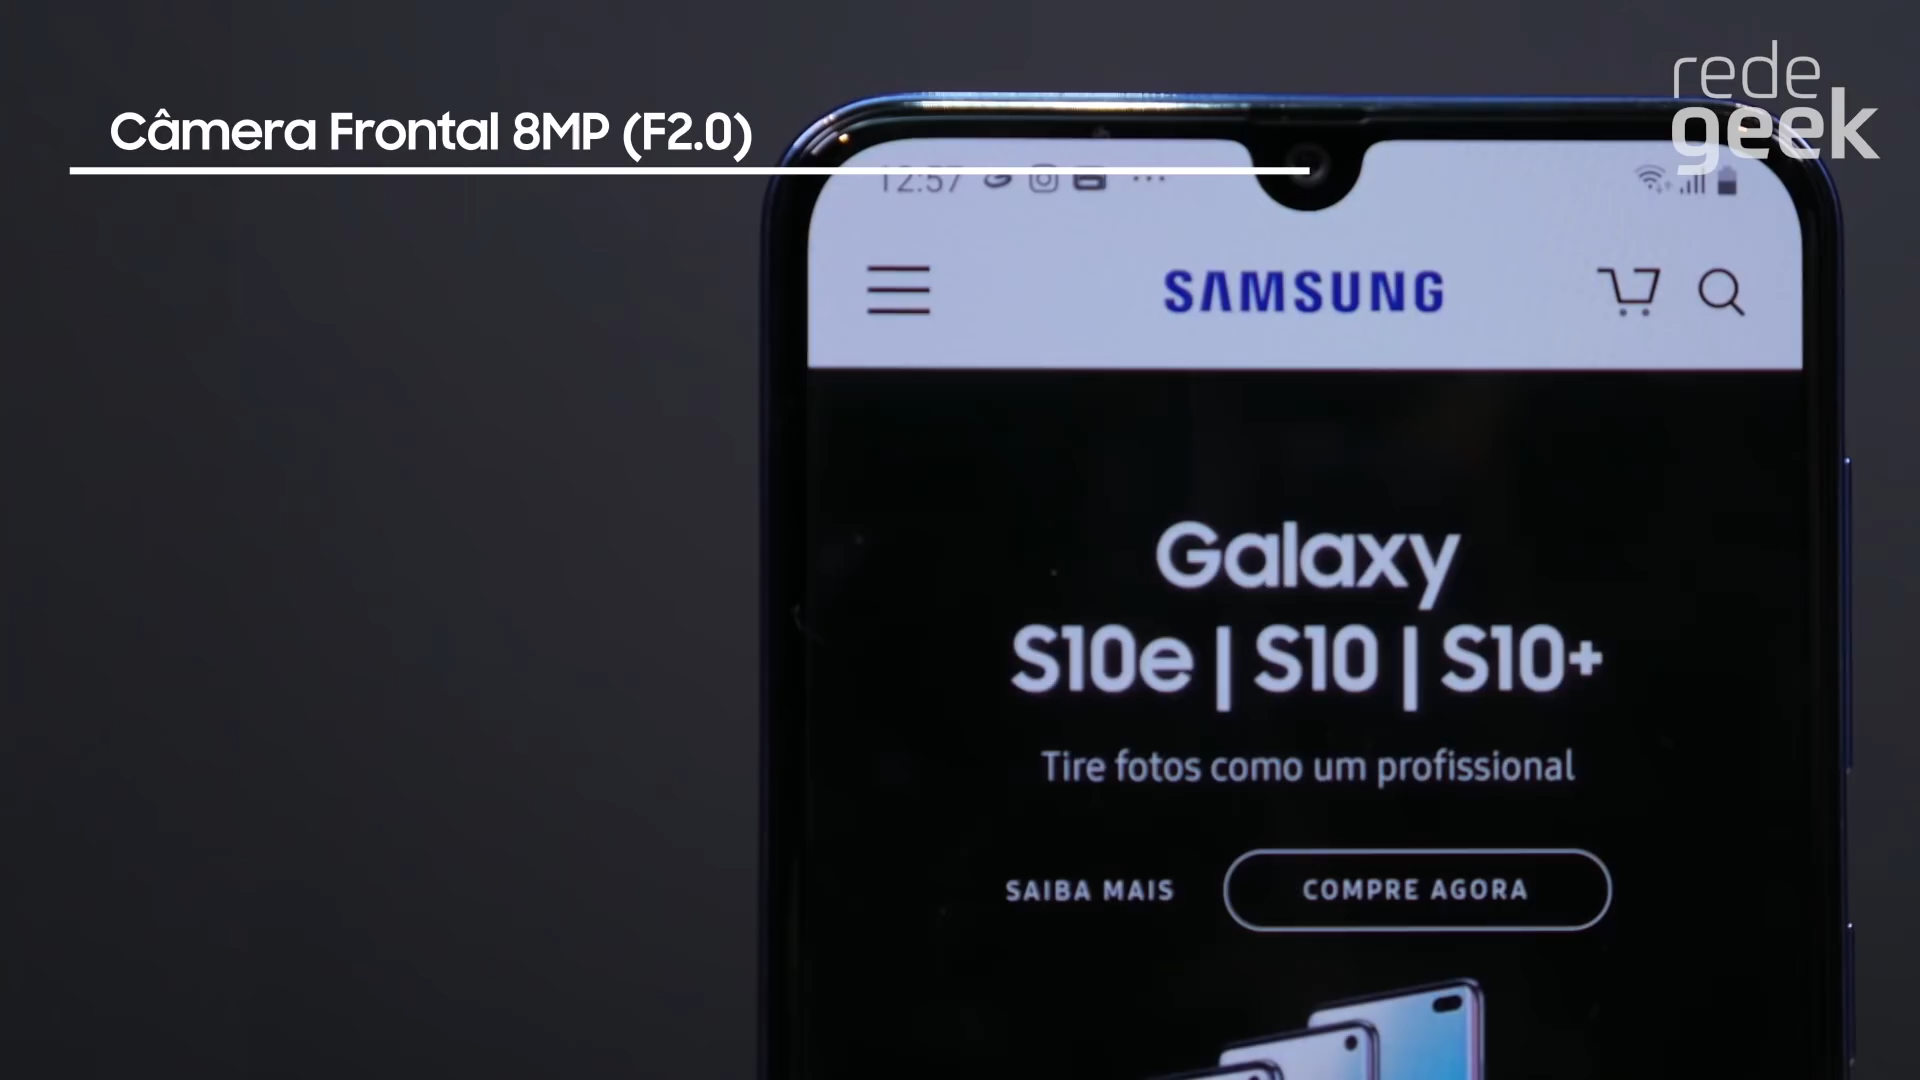 rede
geek
Câmera Frontal 8MP (F2.0)
12:57
SAMSUNG
Galaxy
S10e | S10 | S10+
Tire fotos como um profissional
SAIBA MAIS
COMPRE AGORA